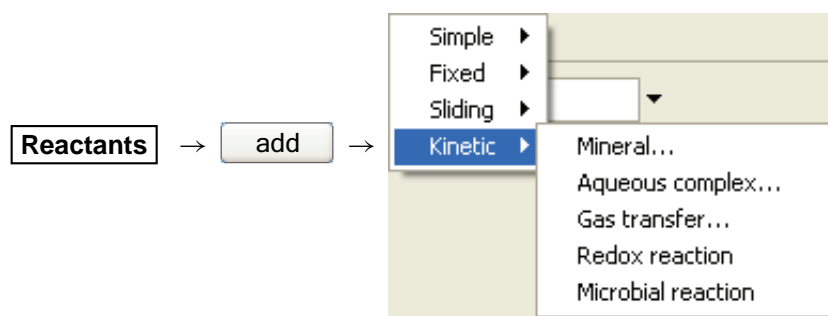 Reactants → add →
Simple
Fixed
Sliding
Kinetic
Mineral...
Aqueous complex...
Gas transfer...
Redox reaction
Microbial reaction